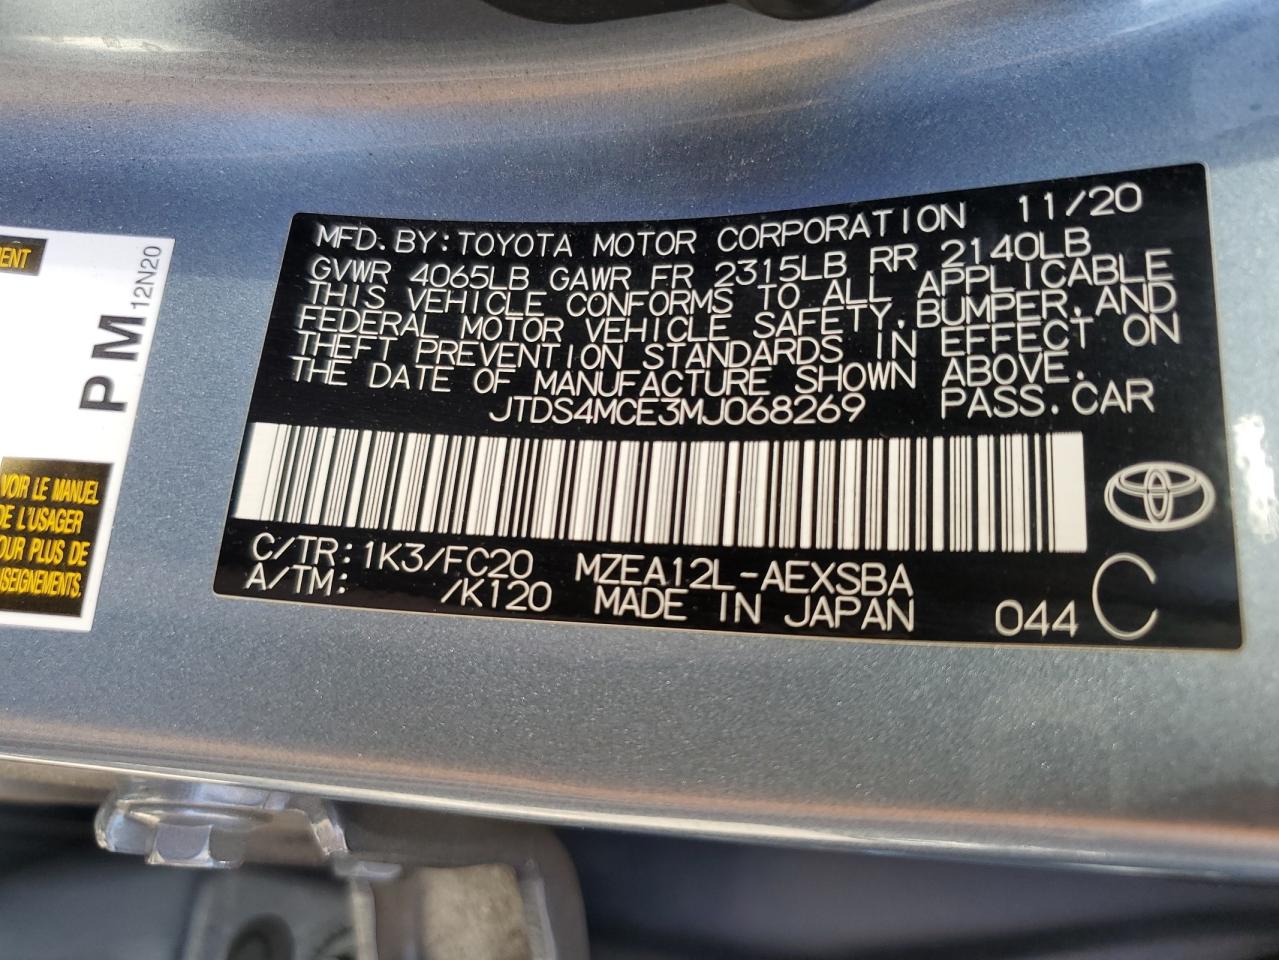 MFD.BY:TOYOTA MOTOR CORPORATION 11/20
GVWR 4065LB GAWR FR 2315LB RR 2140LB
THIS VEHICLE CONFORMS TO ALL APPLICABLE
FEDERAL MOTOR VEHICLE SAFETY,BUMPER,AND
THEFT PREVENTION STANDARDS IN EFFECT ON
THE DATE OF MANUFACTURE SHOWN ABOVE.
JTDS4MCE3MJ068269 PASS.CAR
C/TR:1K3/FC20 MZEA12L-AEXSBA
A/TM: /K120 MADE IN JAPAN 044 C
PM
12N20
VOIR LE MANUEL
DE L'USAGER
PLUS DE